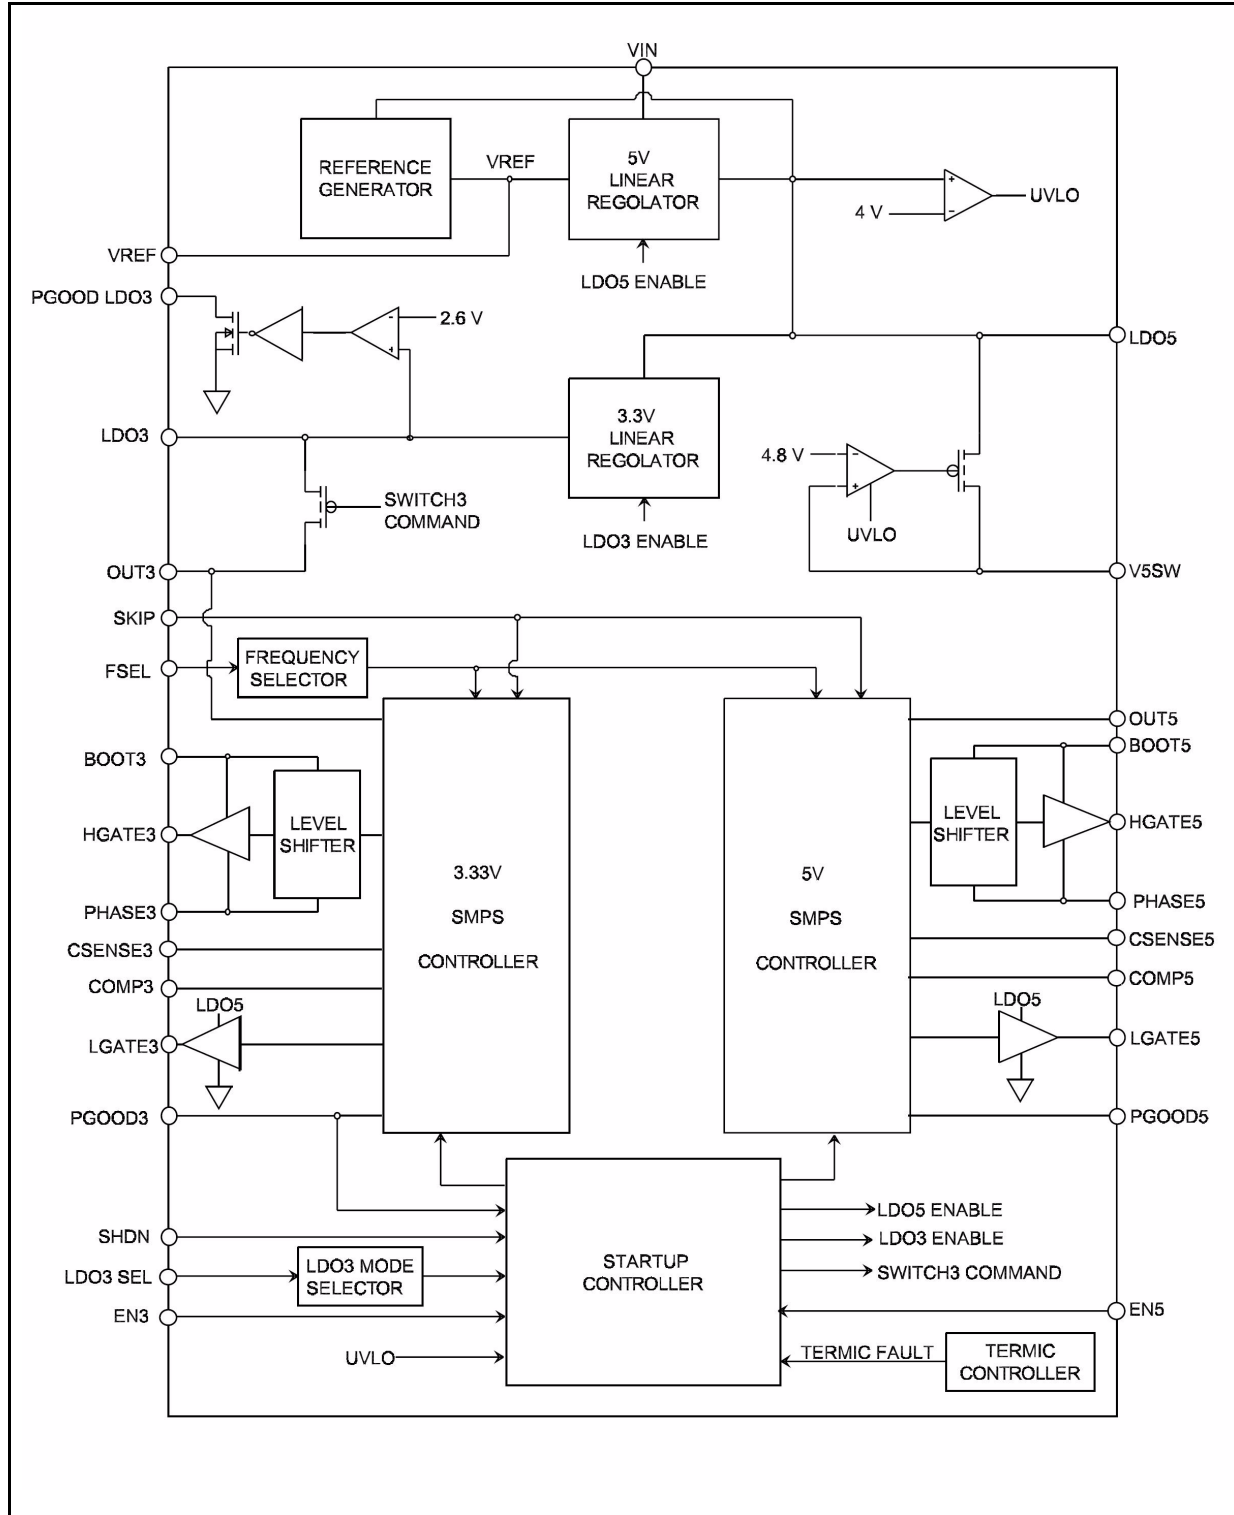 VIN
REFERENCE
GENERATOR
VREF
5V
LINEAR
REGOLATOR
+
-
4 V
UVLO
VREF
LDO5 ENABLE
PGOOD LDO3
-
2.6 V
+
LDO5
3.3V
LINEAR
REGOLATOR
LDO3
4.8 V
-
+
SWITCH3
COMMAND
UVLO
LDO3 ENABLE
OUT3
V5SW
SKIP
FSEL
FREQUENCY
SELECTOR
OUT5
BOOT3
BOOT5
LEVEL
SHIFTER
LEVEL
SHIFTER
HGATE3
HGATE5
3.33V
SMPS
CONTROLLER
5V
SMPS
CONTROLLER
PHASE3
PHASE5
CSENSE3
CSENSE5
COMP3
COMP5
LDO5
LDO5
LGATE3
LGATE5
PGOOD3
PGOOD5
LDO5 ENABLE
SHDN
LDO3 ENABLE
STARTUP
CONTROLLER
LDO3 SEL
LDO3 MODE
SELECTOR
SWITCH3 COMMAND
EN3
EN5
UVLO
TERMIC FAULT
TERMIC
CONTROLLER